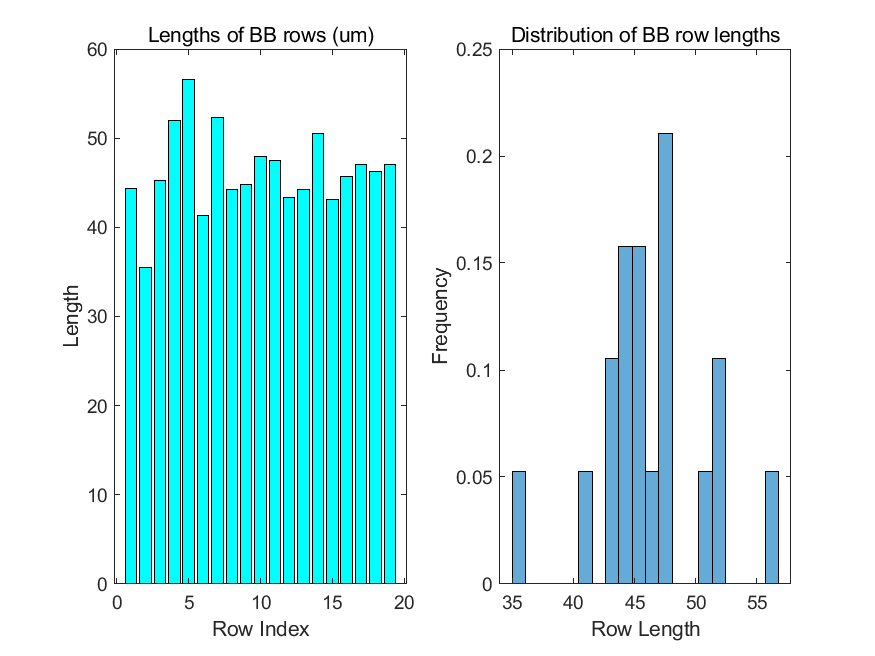 Lengths of BB rows (um)
60
50
40
30
20
10
0
Length
0 5 10 15 20
Row Index
Distribution of BB row lengths
0.25
0.2
0.15
0.1
0.05
0
Frequency
35 40 45 50 55
Row Length